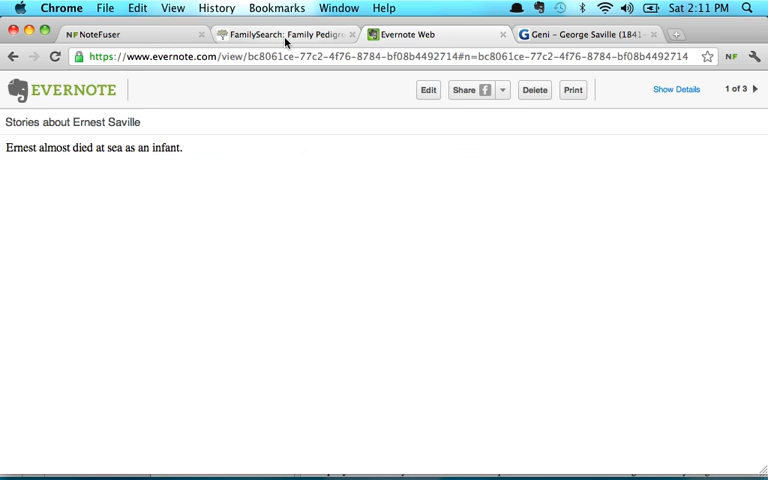 Chrome File Edit View History Bookmarks Window Help Sat 2:11 PM
NF NoteFuser FamilySearch: Family Pedigre Evernote Web Geni - George Saville (1841-
https://www.evernote.com/view/bc8061ce-77c2-4f76-8784-bf08b4492714#n=bc8061ce-77c2-4f76-8784-bf08b4492714 NF
EVERNOTE Edit Share f Delete Print Show Details 1 of 3
Stories about Ernest Saville
Ernest almost died at sea as an infant.